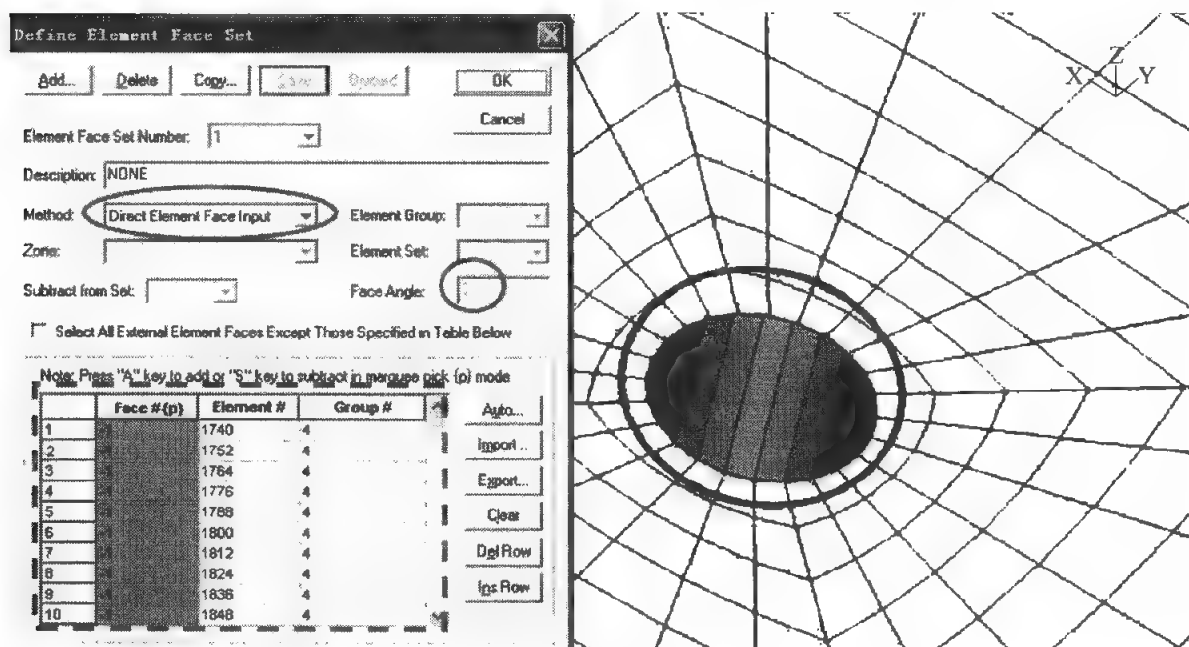 Define Element Face Set
Add... Delete Copy... Save OK
Cancel
Element Face Set Number: 1
Description: NONE
Method: Direct Element Face Input Element Group:
Zone: Element Set:
Subtract from Set: Face Angle:
Select All External Element Faces Except Those Specified in Table Below
Note: Press "A" key to add or "S" key to subtract in marquee pick {p} mode
Face #{p} Element # Group #
1 1740 4
2 1752 4
3 1764 4
4 1776 4
5 1788 4
6 1800 4
7 1812 4
8 1824 4
9 1836 4
10 1848 4
Auto...
Import...
Export...
Clear
Del Row
Ins Row
X Z Y